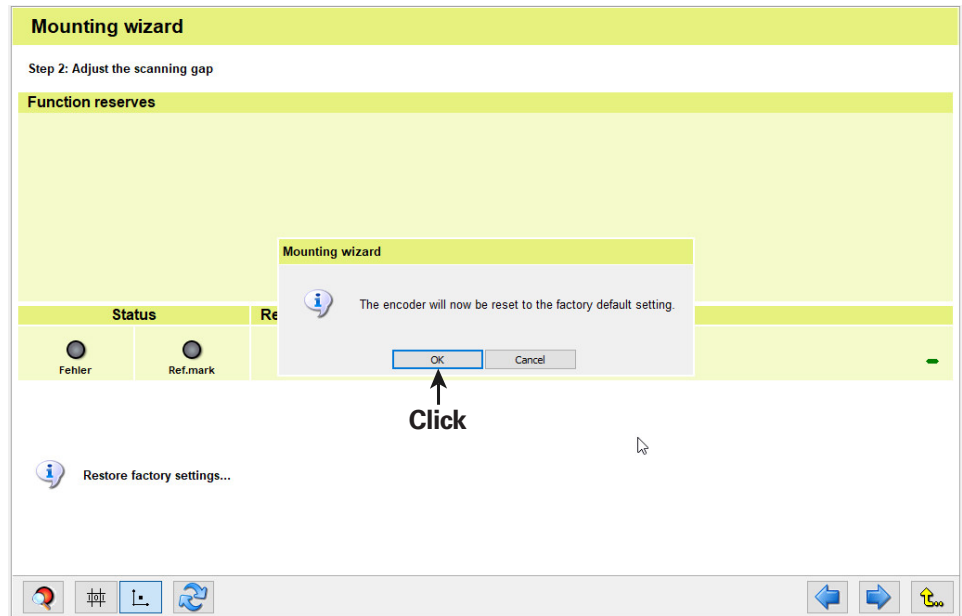 Mounting wizard
Step 2: Adjust the scanning gap
Function reserves
Mounting wizard
The encoder will now be reset to the factory default setting.
OK Cancel
Status Re
Fehler Ref.mark
Click
Restore factory settings...